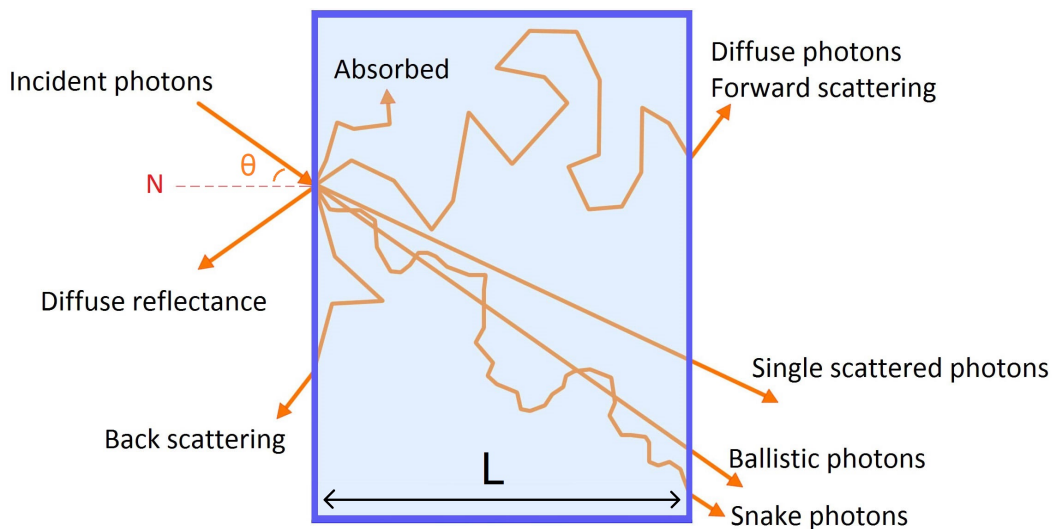 Incident photons
θ
N
Diffuse reflectance
Back scattering
Absorbed
L
Diffuse photons
Forward scattering
Single scattered photons
Ballistic photons
Snake photons